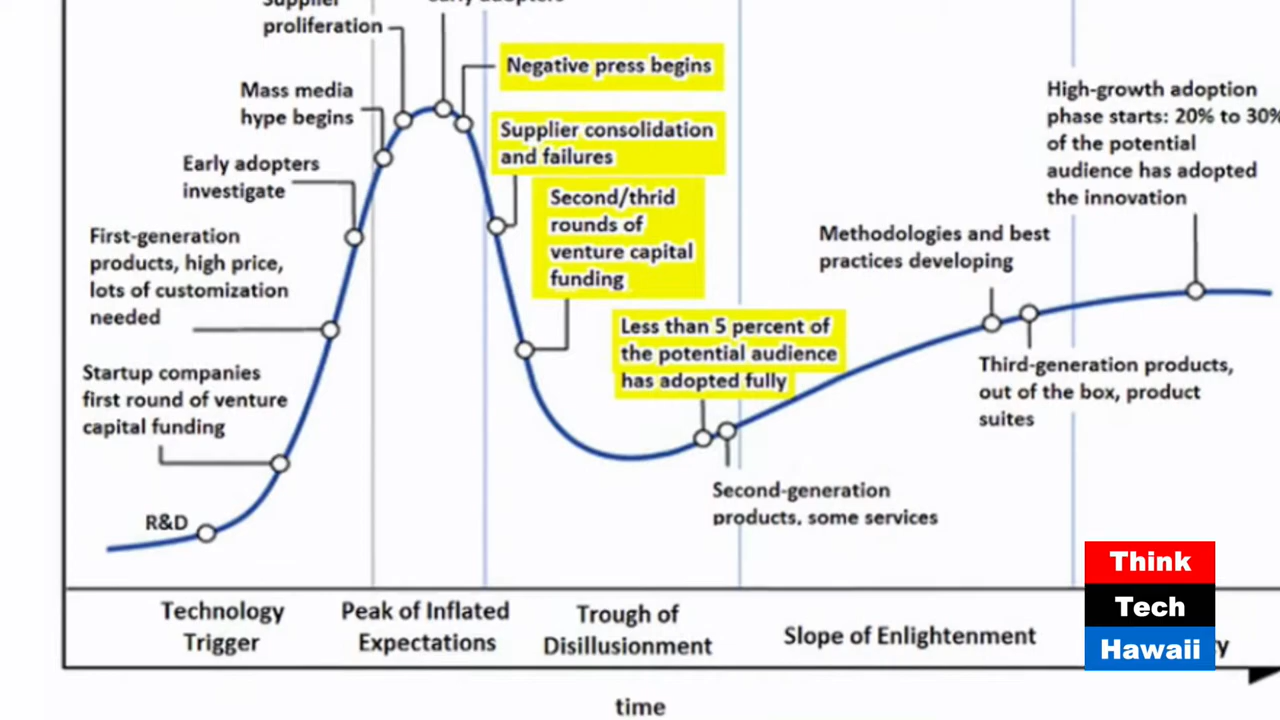 Supplier
proliferation
early adopters
Mass media
hype begins
Early adopters
investigate
First-generation
products, high price,
lots of customization
needed
Startup companies
first round of venture
capital funding
R&D
Negative press begins
Supplier consolidation
and failures
Second/thrid
rounds of
venture capital
funding
Less than 5 percent of
the potential audience
has adopted fully
Second-generation
products, some services
Methodologies and best
practices developing
Third-generation products,
out of the box, product
suites
High-growth adoption
phase starts: 20% to 30%
of the potential
audience has adopted
the innovation
Technology
Trigger
Peak of Inflated
Expectations
Trough of
Disillusionment
Slope of Enlightenment
time
Think
Tech
Hawaii